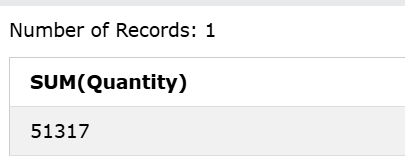 Number of Records: 1
SUM(Quantity)
51317